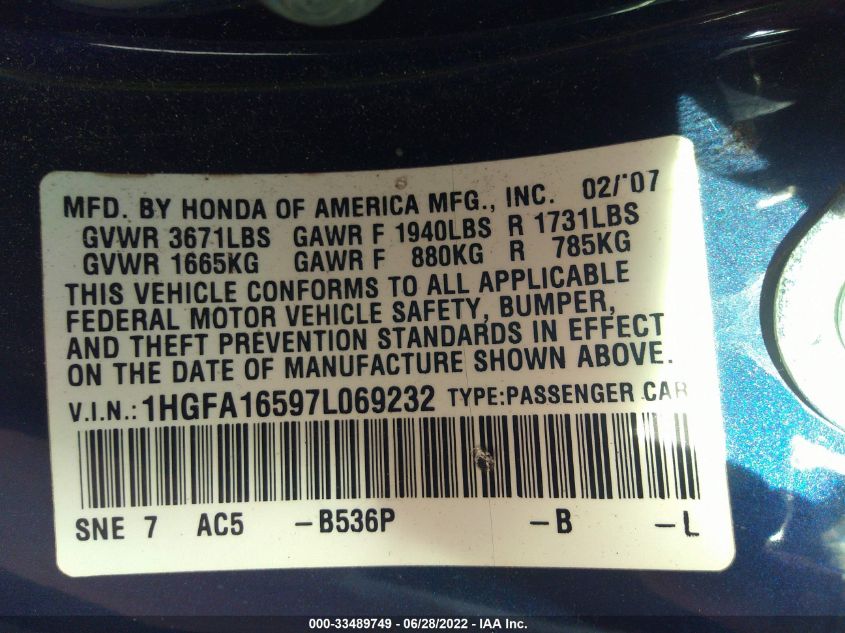 MFD. BY HONDA OF AMERICA MFG., INC. 02/'07
GVWR 3671LBS GAWR F 1940LBS R 1731LBS
GVWR 1665KG GAWR F 880KG R 785KG
THIS VEHICLE CONFORMS TO ALL APPLICABLE
FEDERAL MOTOR VEHICLE SAFETY, BUMPER,
AND THEFT PREVENTION STANDARDS IN EFFECT
ON THE DATE OF MANUFACTURE SHOWN ABOVE.
V.I.N.: 1HGFA16597L069232 TYPE:PASSENGER CAR
SNE 7 AC5 -B536P -B -L
000-33489749 - 06/28/2022 - IAA Inc.